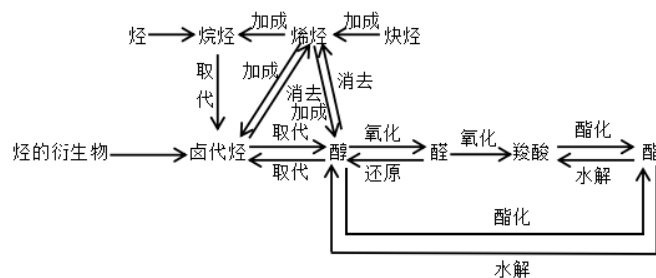 加成 加成
烃 烷烃 烯烃 炔烃
取代 加成 消去 加成 消去
取代 氧化 氧化 酯化
烃的衍生物 卤代烃 醇 醛 羧酸 酯
取代 还原 水解
酯化
水解